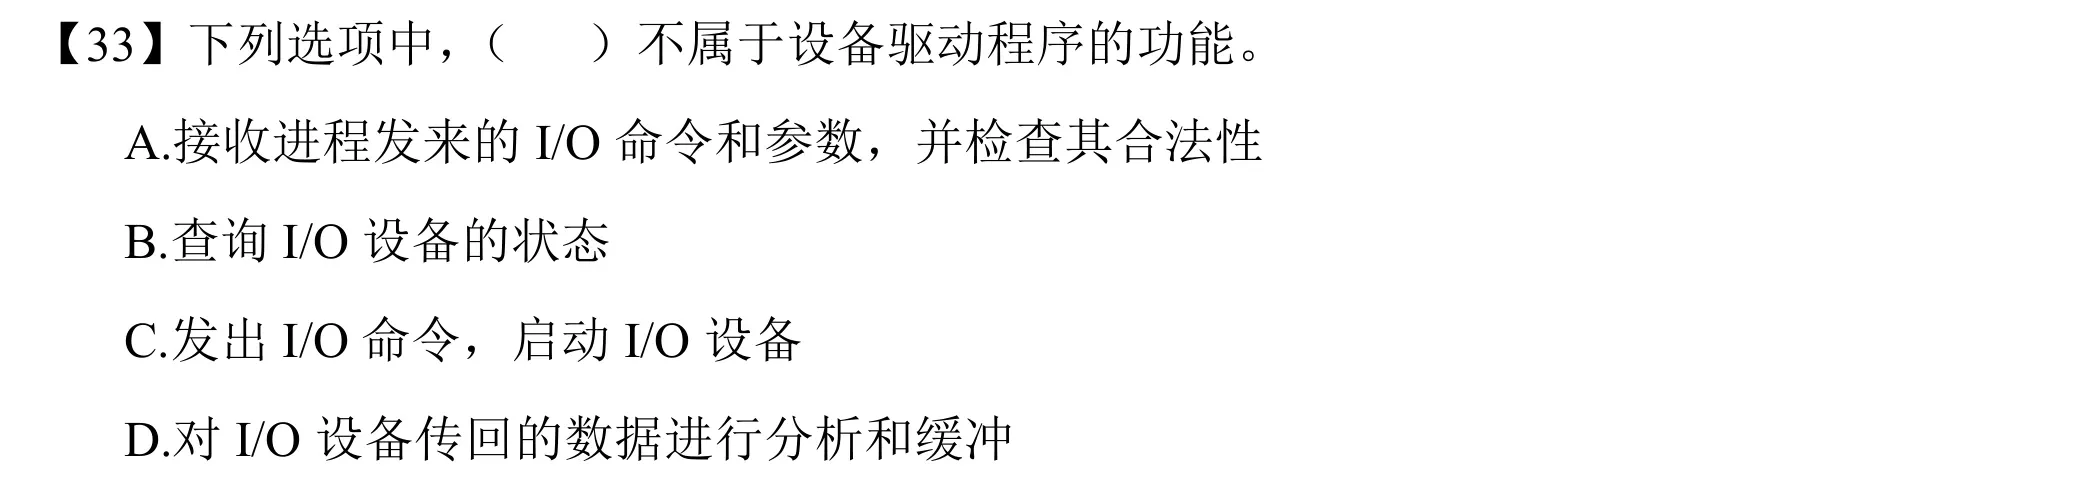 【33】下列选项中，（　　）不属于设备驱动程序的功能。
A.接收进程发来的 I/O 命令和参数，并检查其合法性
B.查询 I/O 设备的状态
C.发出 I/O 命令，启动 I/O 设备
D.对 I/O 设备传回的数据进行分析和缓冲